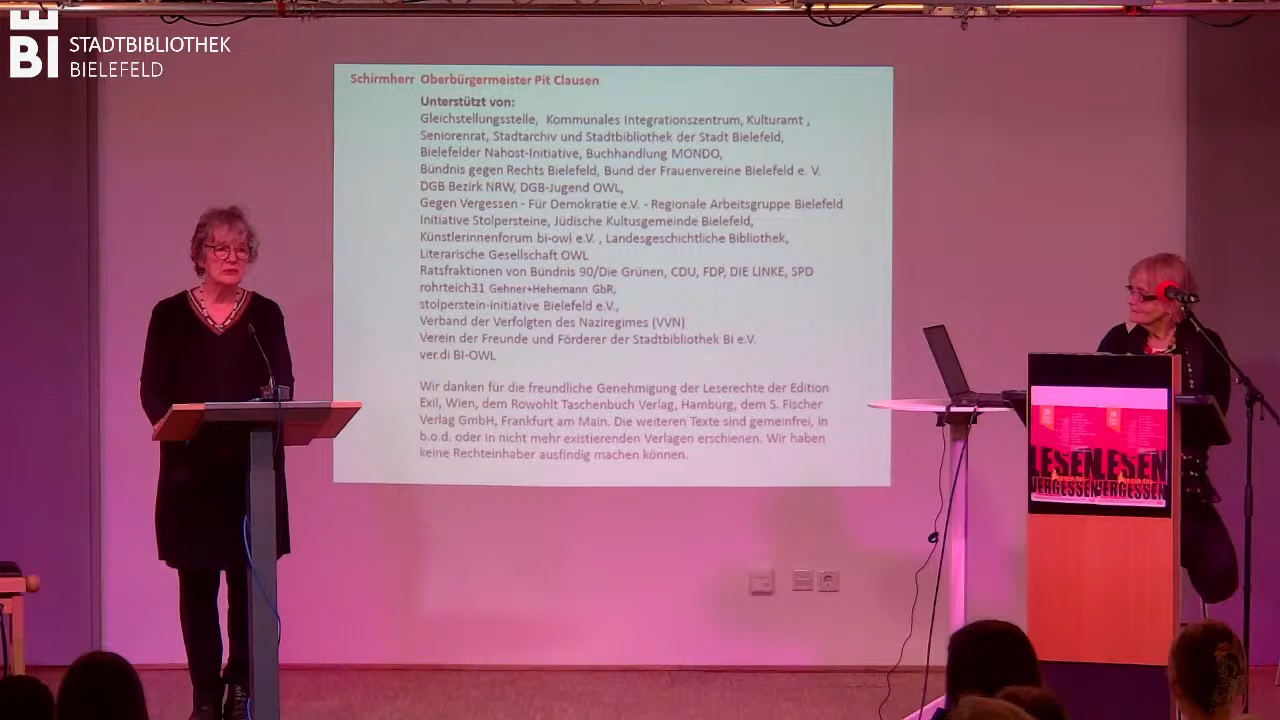 BI STADTBIBLIOTHEK
BIELEFELD
Schirmherr Oberbürgermeister Pit Clausen
Unterstützt von:
Gleichstellungsstelle, Kommunales Integrationszentrum, Kulturamt ,
Seniorenrat, Stadtarchiv und Stadtbibliothek der Stadt Bielefeld,
Bielefelder Nahost-Initiative, Buchhandlung MONDO,
Bündnis gegen Rechts Bielefeld, Bund der Frauenvereine Bielefeld e. V.
DGB Bezirk NRW, DGB-Jugend OWL,
Gegen Vergessen - Für Demokratie e.V. - Regionale Arbeitsgruppe Bielefeld
Initiative Stolpersteine, Jüdische Kultusgemeinde Bielefeld,
Künstlerinnenforum bi-owl e.V. , Landesgeschichtliche Bibliothek,
Literarische Gesellschaft OWL
Ratsfraktionen von Bündnis 90/Die Grünen, CDU, FDP, DIE LINKE, SPD
rohrteich31 Gehner+Hehemann GbR,
stolperstein-initiative Bielefeld e.V.,
Verband der Verfolgten des Naziregimes (VVN)
Verein der Freunde und Förderer der Stadtbibliothek Bi e.V.
ver.di BI-OWL
Wir danken für die freundliche Genehmigung der Leserechte der Edition
Exil, Wien, dem Rowohlt Taschenbuch Verlag, Hamburg, dem S. Fischer
Verlag GmbH, Frankfurt am Main. Die weiteren Texte sind gemeinfrei, in
b.o.d. oder in nicht mehr existierenden Verlagen erschienen. Wir haben
keine Rechteinhaber ausfindig machen können.
LESEN LESEN
VERGESSEN VERGESSEN